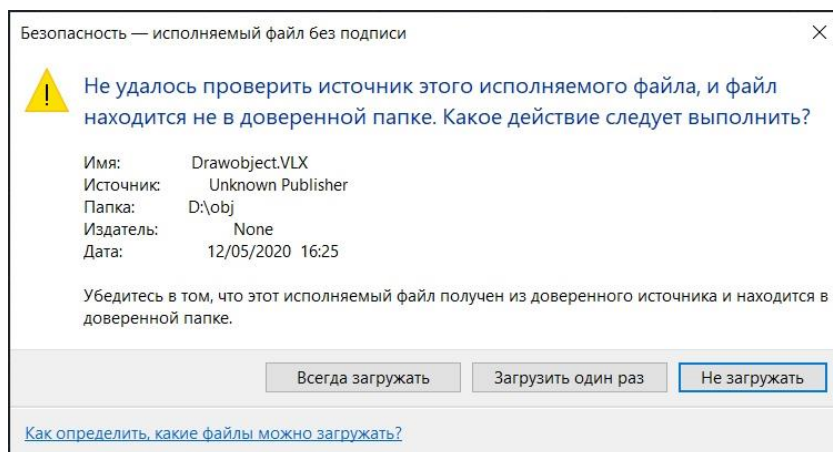 Безопасность — исполняемый файл без подписи
Не удалось проверить источник этого исполняемого файла, и файл
находится не в доверенной папке. Какое действие следует выполнить?
Имя: Drawobject.VLX
Источник: Unknown Publisher
Папка: D:\obj
Издатель: None
Дата: 12/05/2020 16:25
Убедитесь в том, что этот исполняемый файл получен из доверенного источника и находится в
доверенной папке.
Всегда загружать Загрузить один раз Не загружать
Как определить, какие файлы можно загружать?